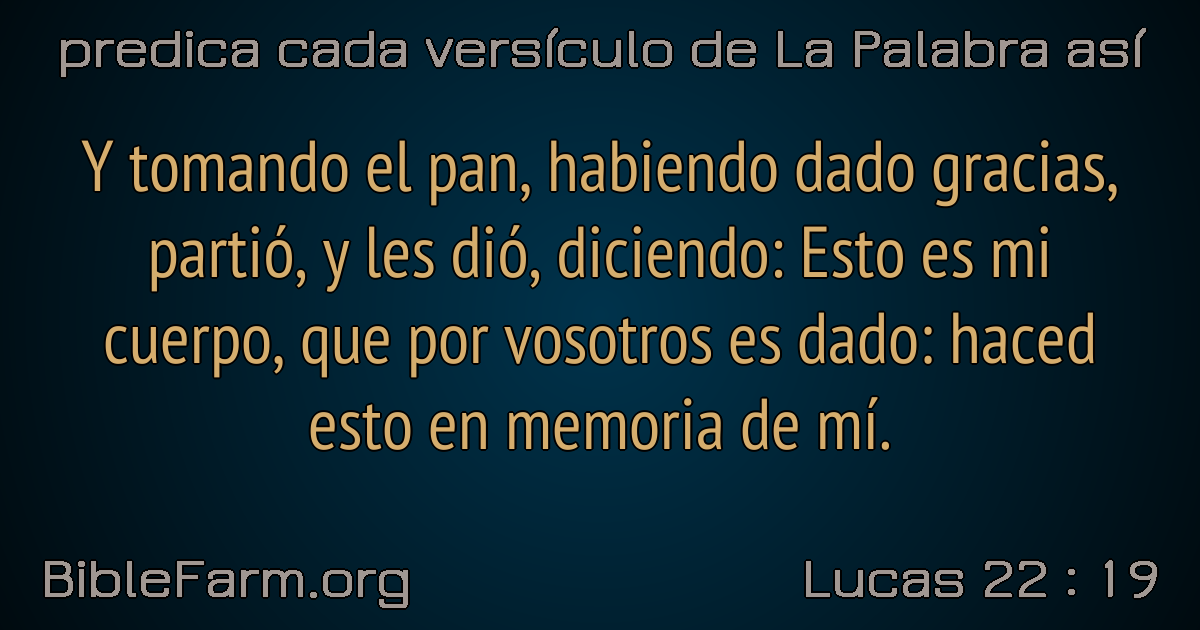 predica cada versículo de La Palabra así
Y tomando el pan, habiendo dado gracias,
partió, y les dió, diciendo: Esto es mi
cuerpo, que por vosotros es dado: haced
esto en memoria de mí.
BibleFarm.org
Lucas 22 : 19